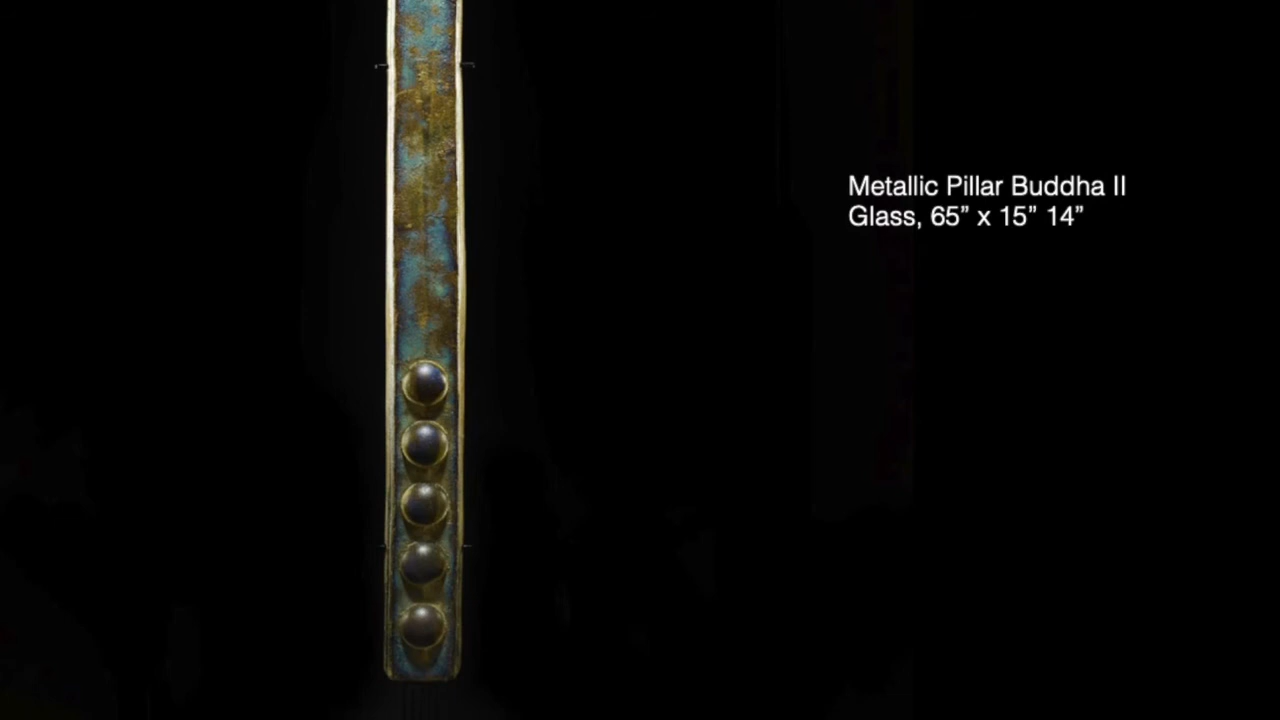 Metallic Pillar Buddha II
Glass, 65” x 15” 14”